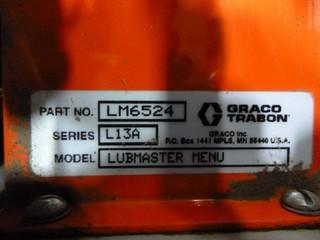 PART NO. LM6524
GRACO
TRABON
SERIES L13A
GRACO Inc.
P.O. Box 1441 MPLS, MN 55440 U.S.A.
MODEL LUBMASTER MENU